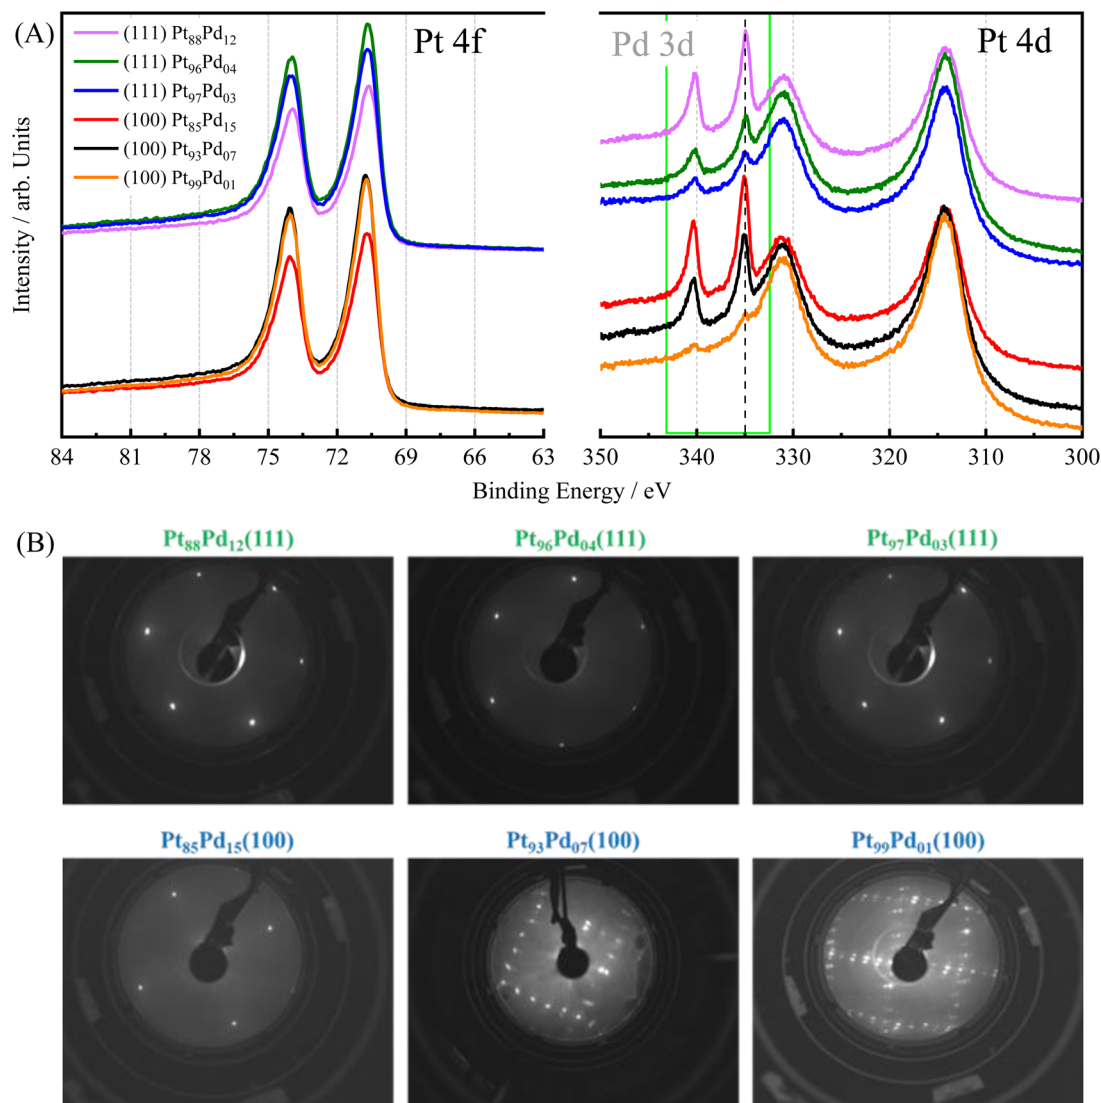 (A)
Pt 4f
Pd 3d
Pt 4d
(111) Pt₈₈Pd₁₂
(111) Pt₉₆Pd₀₄
(111) Pt₉₇Pd₀₃
(100) Pt₈₅Pd₁₅
(100) Pt₉₃Pd₀₇
(100) Pt₉₉Pd₀₁
Intensity / arb. Units
84 81 78 75 72 69 66 63
350 340 330 320 310 300
Binding Energy / eV
(B)
Pt₈₈Pd₁₂(111)
Pt₉₆Pd₀₄(111)
Pt₉₇Pd₀₃(111)
Pt₈₅Pd₁₅(100)
Pt₯₃Pd₀₇(100)
Pt₉₉Pd₀₁(100)